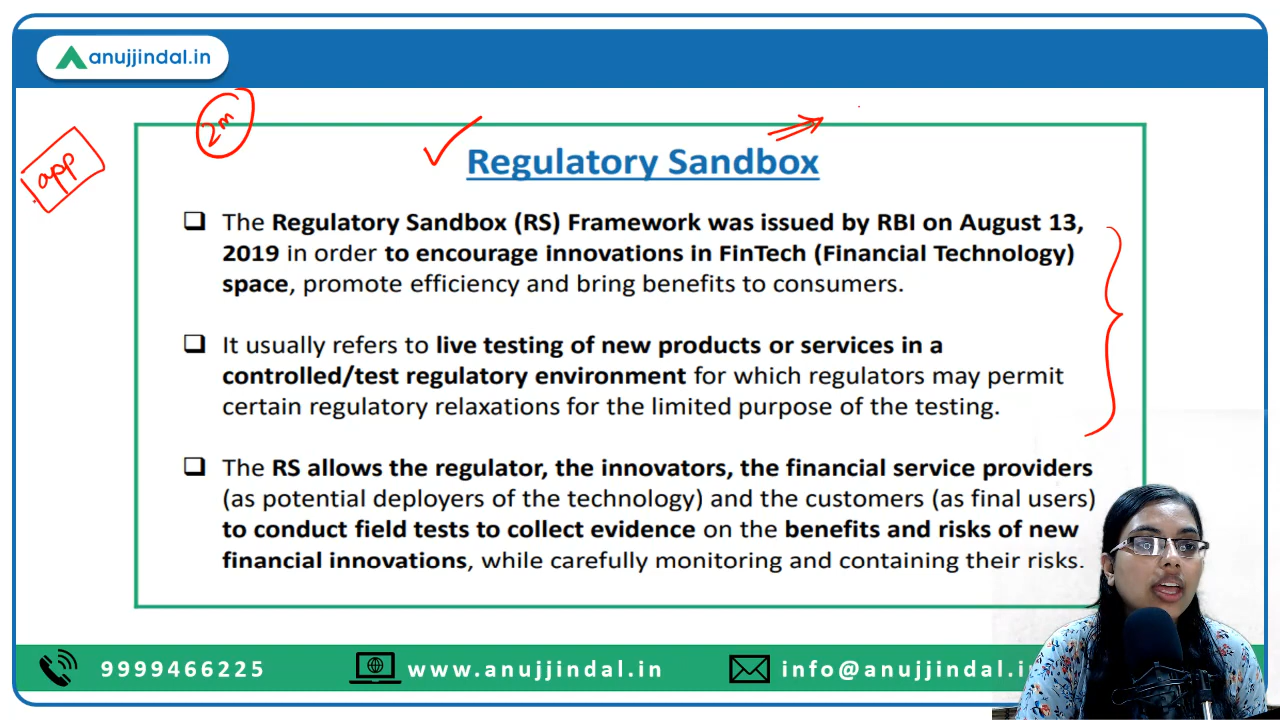 anujjindal.in
2m
app
Regulatory Sandbox
The Regulatory Sandbox (RS) Framework was issued by RBI on August 13,
2019 in order to encourage innovations in FinTech (Financial Technology)
space, promote efficiency and bring benefits to consumers.
It usually refers to live testing of new products or services in a
controlled/test regulatory environment for which regulators may permit
certain regulatory relaxations for the limited purpose of the testing.
The RS allows the regulator, the innovators, the financial service providers
(as potential deployers of the technology) and the customers (as final users)
to conduct field tests to collect evidence on the benefits and risks of new
financial innovations, while carefully monitoring and containing their risks.
9999466225 www.anujjindal.in info@anujjindal.i